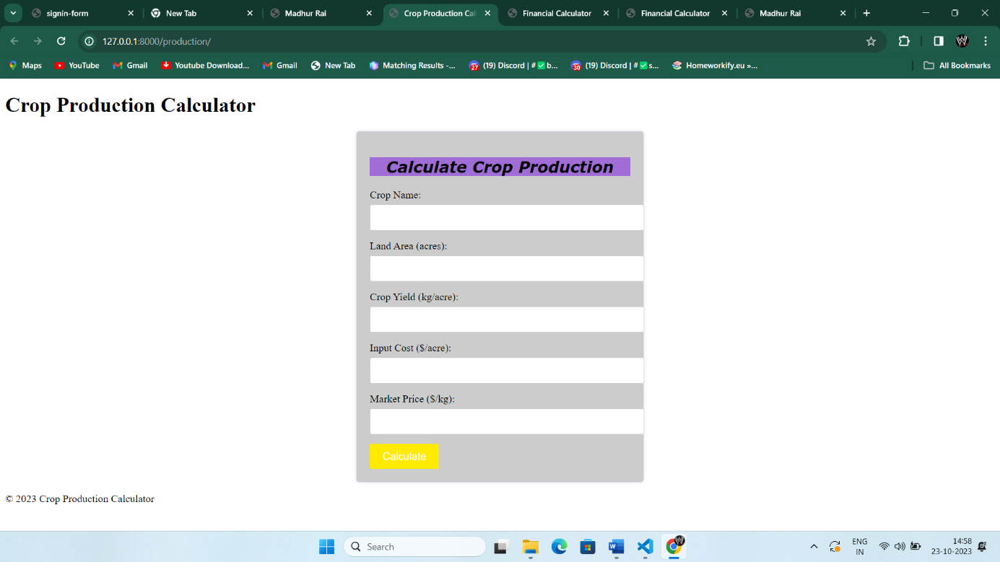 signin-form
New Tab
Madhur Rai
Crop Production Cal
Financial Calculator
Financial Calculator
Madhur Rai
127.0.0.1:8000/production/
Maps
YouTube
Gmail
Youtube Download...
Gmail
New Tab
Matching Results -...
27
(19) Discord | #✅b...
30
(19) Discord | #✅s...
Homeworkify.eu »...
All Bookmarks
Crop Production Calculator
Calculate Crop Production
Crop Name:
Land Area (acres):
Crop Yield (kg/acre):
Input Cost ($/acre):
Market Price ($/kg):
Calculate
© 2023 Crop Production Calculator
Search
ENG
IN
14:58
23-10-2023